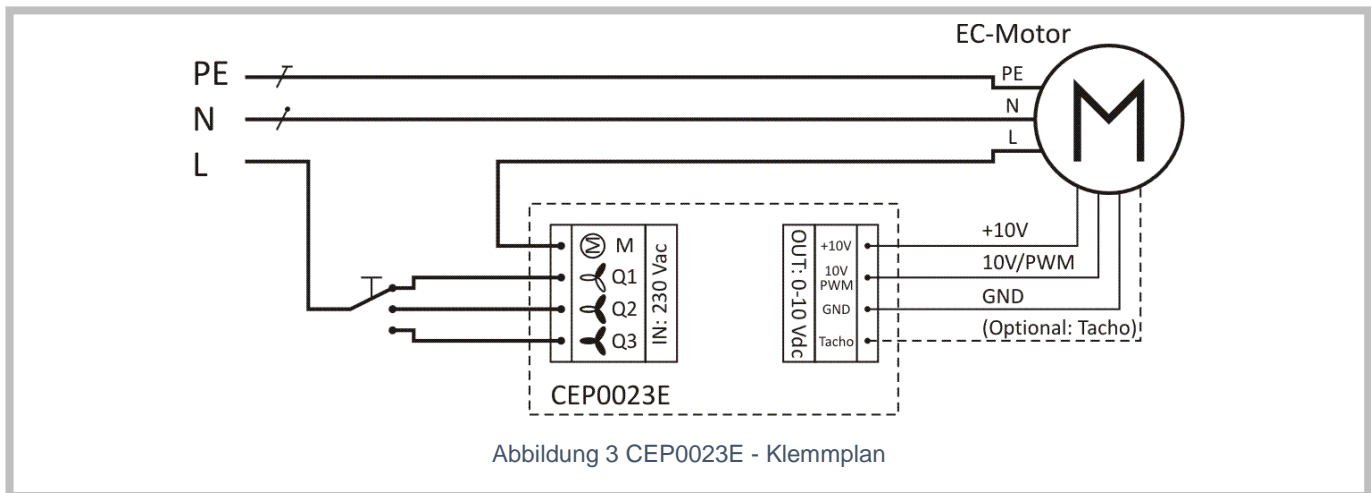 EC-Motor
PE
PE
N
N
L
L
M
M
M
Q1
Q2
Q3
IN: 230 Vac
OUT: 0-10 Vdc
+10V
10V
PWM
GND
Tacho
+10V
10V/PWM
GND
(Optional: Tacho)
CEP0023E
Abbildung 3 CEP0023E - Klemmplan